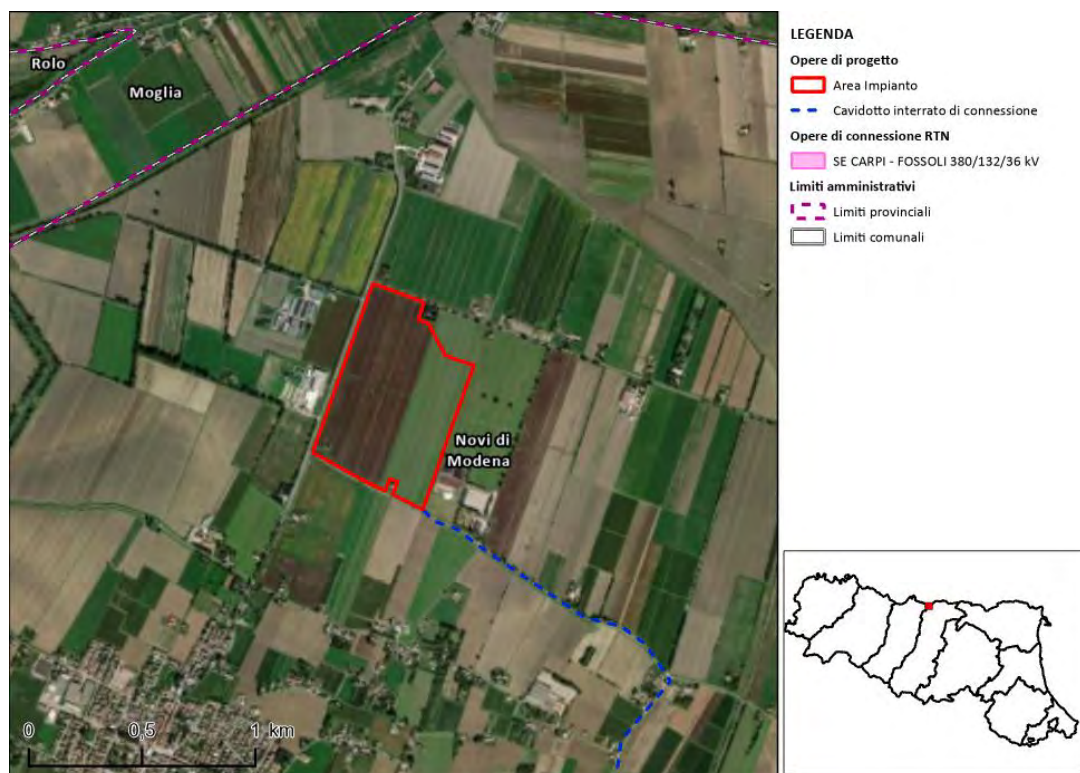 Rolo
Moglia
Novi di
Modena
0 0,5 1 km
LEGENDA
Opere di progetto
Area Impianto
Cavidotto interrato di connessione
Opere di connessione RTN
SE CARPI - FOSSOLI 380/132/36 kV
Limiti amministrativi
Limiti provinciali
Limiti comunali